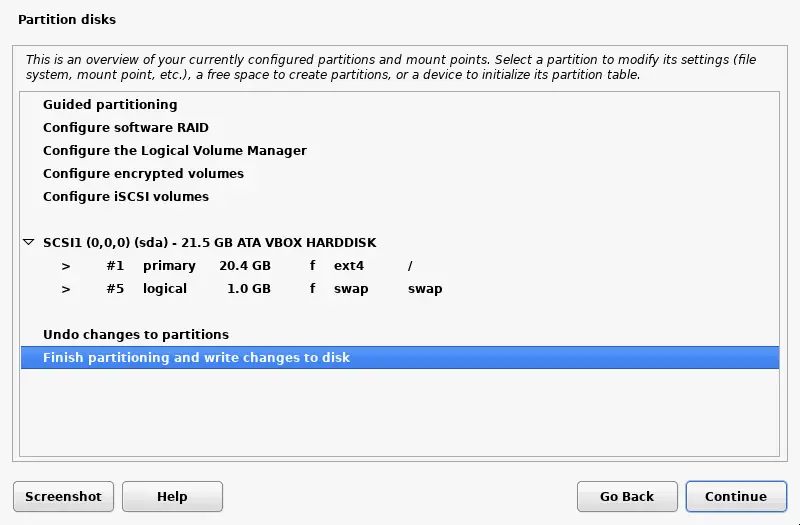 Partition disks
This is an overview of your currently configured partitions and mount points. Select a partition to modify its settings (file
system, mount point, etc.), a free space to create partitions, or a device to initialize its partition table.
Guided partitioning
Configure software RAID
Configure the Logical Volume Manager
Configure encrypted volumes
Configure iSCSI volumes
SCSI1 (0,0,0) (sda) - 21.5 GB ATA VBOX HARDDISK
> #1 primary 20.4 GB f ext4 /
> #5 logical 1.0 GB f swap swap
Undo changes to partitions
Finish partitioning and write changes to disk
Screenshot Help Go Back Continue